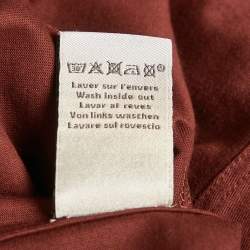 Laver sur l'envers
Wash inside out
Lavar al reves
Von links waschen
Lavare sul rovescio